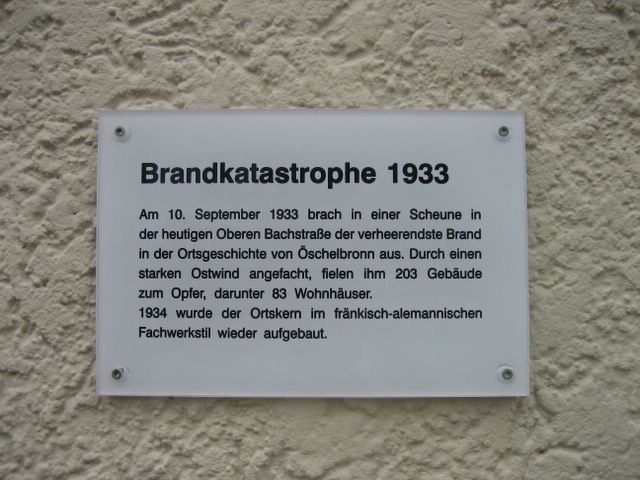 Brandkatastrophe 1933
Am 10. September 1933 brach in einer Scheune in
der heutigen Oberen Bachstraße der verheerendste Brand
in der Ortsgeschichte von Öschelbronn aus. Durch einen
starken Ostwind angefacht, fielen ihm 203 Gebäude
zum Opfer, darunter 83 Wohnhäuser.
1934 wurde der Ortskern im fränkisch-alemannischen
Fachwerkstil wieder aufgebaut.